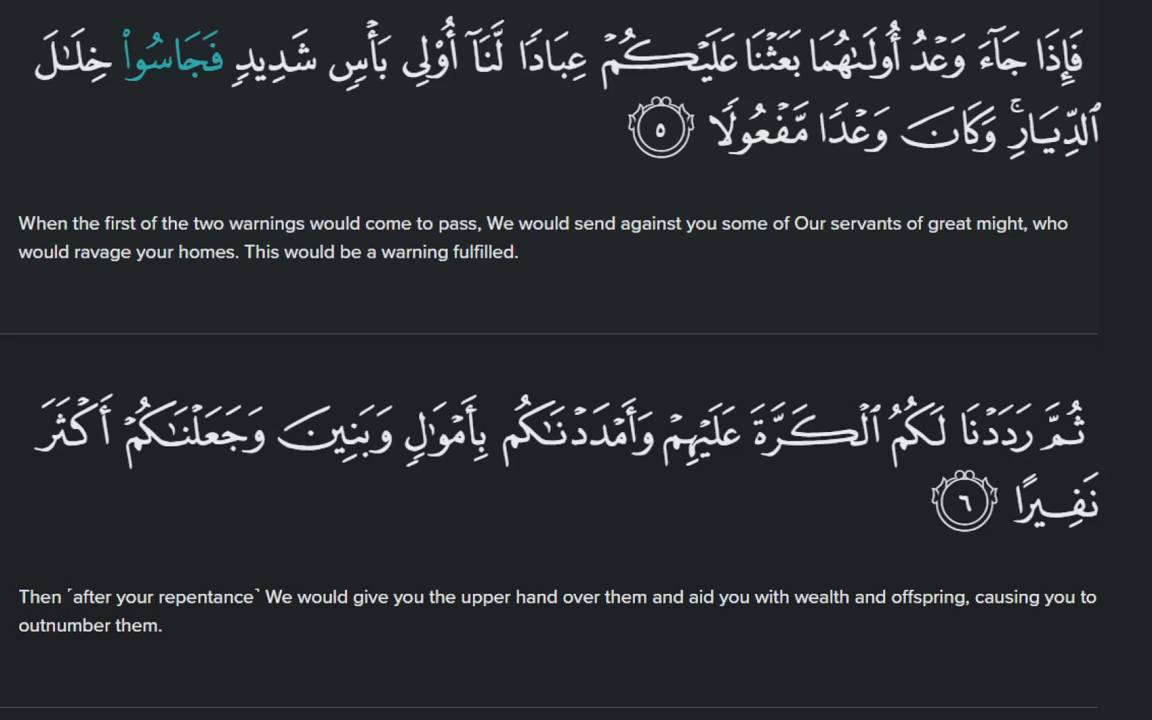 فَإِذَا جَآءَ وَعۡدُ أُولَىٰهُمَا بَعَثۡنَا عَلَيۡكُمۡ عِبَادٗا لَّنَآ أُوْلِي بَأۡسٖ شَدِيدٖ فَجَاسُواْ خِلَٰلَ
ٱلدِّيَارِۚ وَكَانَ وَعۡدٗا مَّفۡعُولٗا ٥
When the first of the two warnings would come to pass, We would send against you some of Our servants of great might, who
would ravage your homes. This would be a warning fulfilled.
ثُمَّ رَدَدۡنَا لَكُمُ ٱلۡكَرَّةَ عَلَيۡهِمۡ وَأَمۡدَدۡنَٰكُم بِأَمۡوَٰلٖ وَبَنِينَ وَجَعَلۡنَٰكُمۡ أَكۡثَرَ
نَفِيرًا ٦
Then ˹after your repentance˺ We would give you the upper hand over them and aid you with wealth and offspring, causing you to
outnumber them.